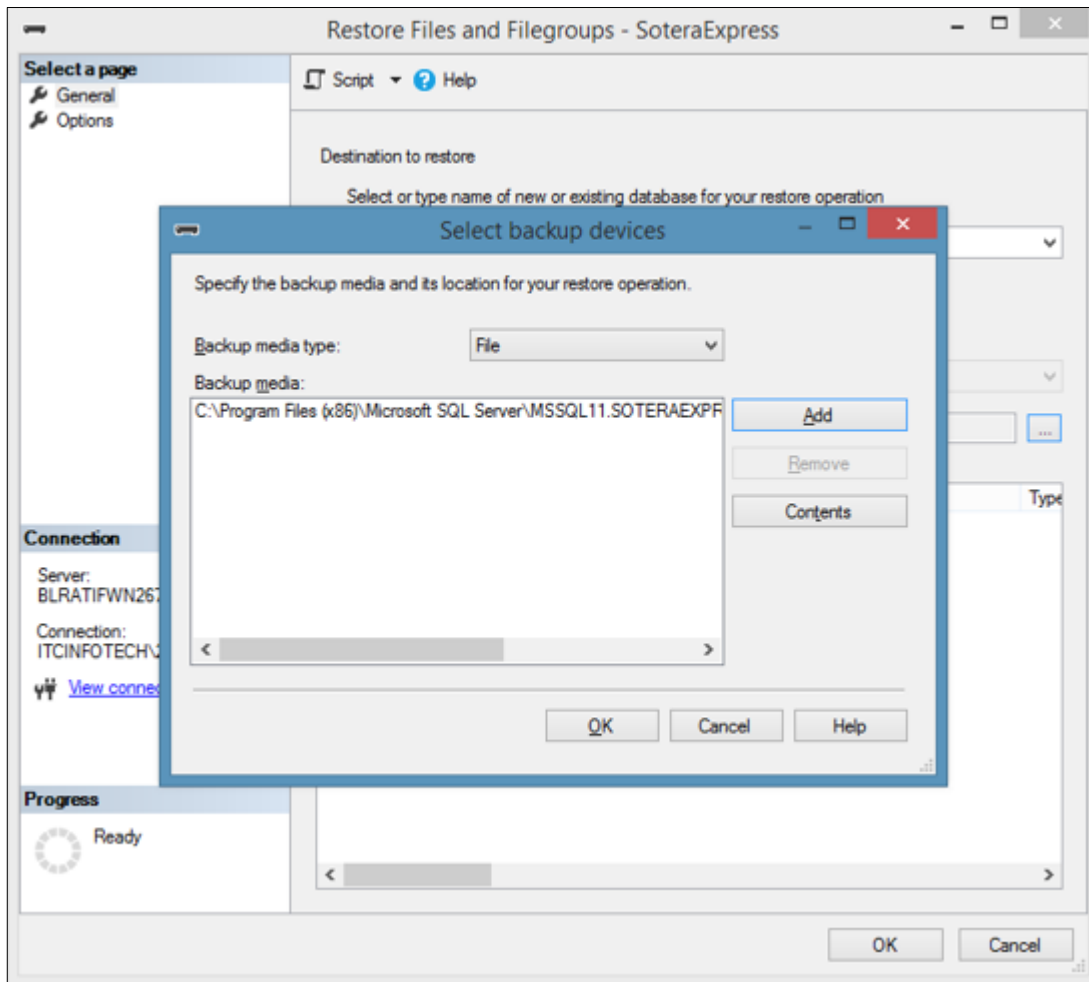 Restore Files and Filegroups - SoteraExpress
Select a page
General
Options
Script Help
Destination to restore
Select or type name of new or existing database for your restore operation
Select backup devices
Specify the backup media and its location for your restore operation.
Backup media type: File
Backup media:
C:\Program Files (x86)\Microsoft SQL Server\MSSQL11.SOTERAEXPR
Add
Remove
Contents
OK Cancel Help
Type
Connection
Server:
BLRATIFWN267
Connection:
ITCINFOTECH\2
View connec
Progress
Ready
OK Cancel